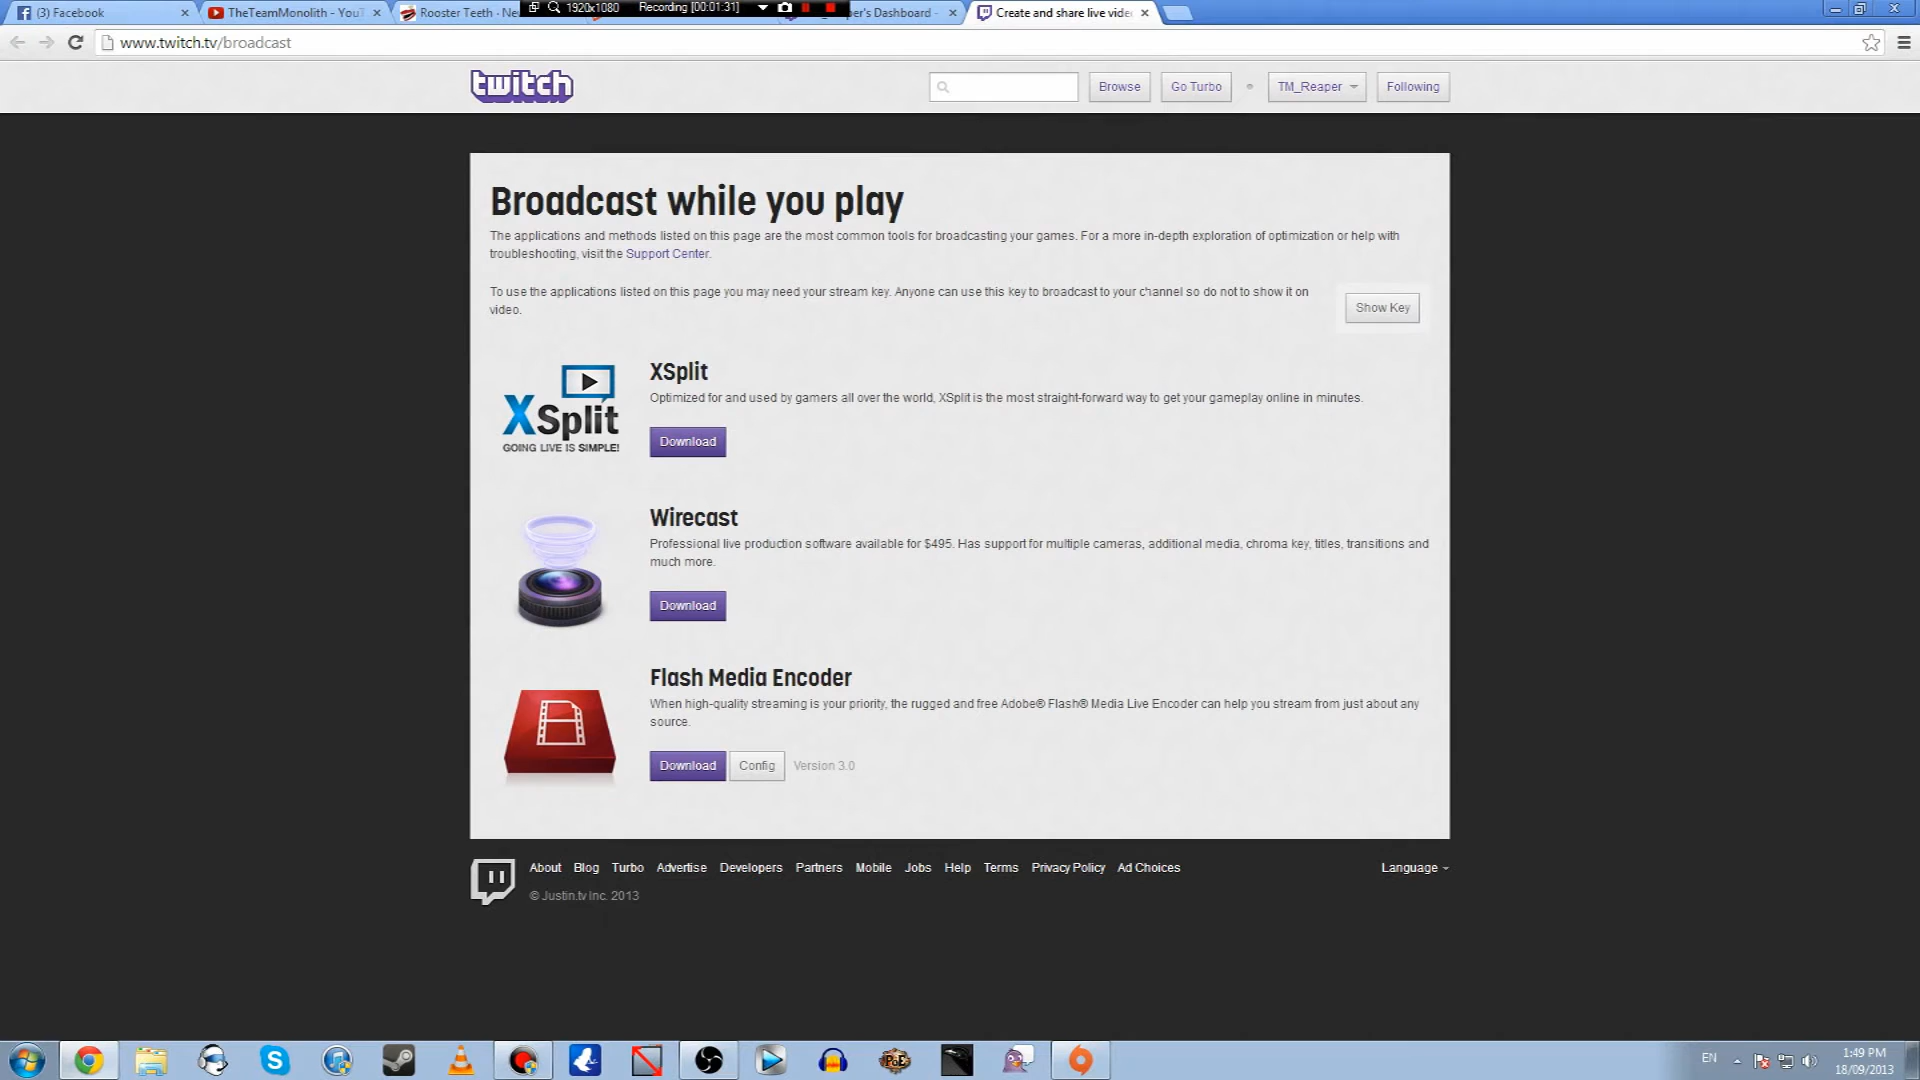 (3) Facebook
TheTeamMonolith - YouT
Rooster Teeth · Ne
1920x1080
Recording [00:01:31]
per's Dashboard -
Create and share live vide
www.twitch.tv/broadcast
twitch
Browse
Go Turbo
TM_Reaper
Following
Broadcast while you play
The applications and methods listed on this page are the most common tools for broadcasting your games. For a more in-depth exploration of optimization or help with
troubleshooting, visit the Support Center.
To use the applications listed on this page you may need your stream key. Anyone can use this key to broadcast to your channel so do not to show it on
video.
Show Key
XSplit
GOING LIVE IS SIMPLE!
XSplit
Optimized for and used by gamers all over the world, XSplit is the most straight-forward way to get your gameplay online in minutes.
Download
Wirecast
Professional live production software available for $495. Has support for multiple cameras, additional media, chroma key, titles, transitions and
much more.
Download
Flash Media Encoder
When high-quality streaming is your priority, the rugged and free Adobe® Flash® Media Live Encoder can help you stream from just about any
source.
Download
Config
Version 3.0
About Blog Turbo Advertise Developers Partners Mobile Jobs Help Terms Privacy Policy Ad Choices
Language
© Justin.tv Inc. 2013
PoE
EN
1:49 PM
18/09/2013